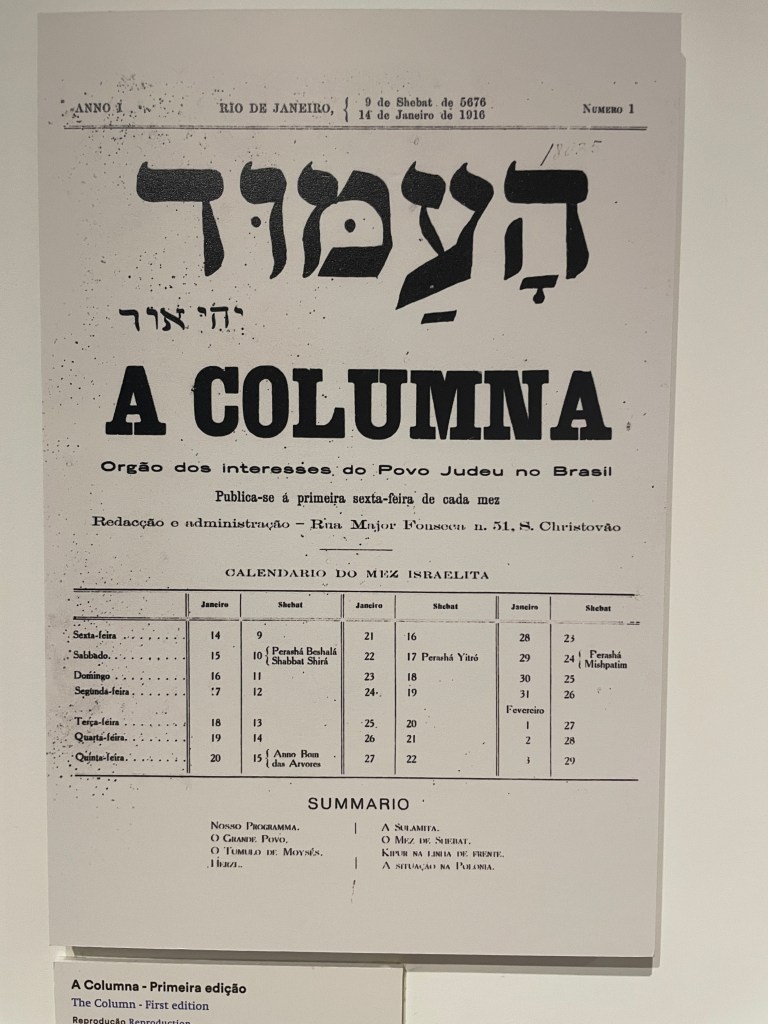 ANNO 1 RIO DE JANEIRO, { 9 de Shebat de 5676 NUMERO 1
14 de Janeiro de 1916
הָעַמוּד
יהי אור
A COLUMNA
Orgão dos interesses do Povo Judeu no Brasil
Publica-se á primeira sexta-feira de cada mez
Redacção e administração — Rua Major Fonseca n. 51, S. Christovão
CALENDARIO DO MEZ ISRAELITA
Janeiro Shebat Janeiro Shebat Janeiro Shebat
Sexta-feira . . . . . . . 14 9 21 16 28 23
Sabbado. . . . . . . . . 15 10 { Perashá Beshalá Shabbat Shirá 22 17 Perashá Yitró 29 24 { Perashá Mishpatim
Domingo . . . . . . . . 16 11 23 18 30 25
Segunda-feira. . . . . . 17 12 24 19 31 26
Fevereiro
Terça-feira . . . . . . . 18 13 25 20 1 27
Quarta-feira. . . . . . . 19 14 26 21 2 28
Quinta-feira. . . . . . . 20 15 { Anno Bom das Arvores 27 22 3 29
SUMMARIO
NOSSO PROGRAMMA. | A SULAMITA.
O GRANDE POVO. O MEZ DE SHEBAT.
O TUMULO DE MOYSÉS. KIPUR NA LINHA DE FRENTE.
HERZL. | A SITUAÇÃO NA POLONIA.
A Columna - Primeira edição
The Column - First edition
Reprodução Reproduction